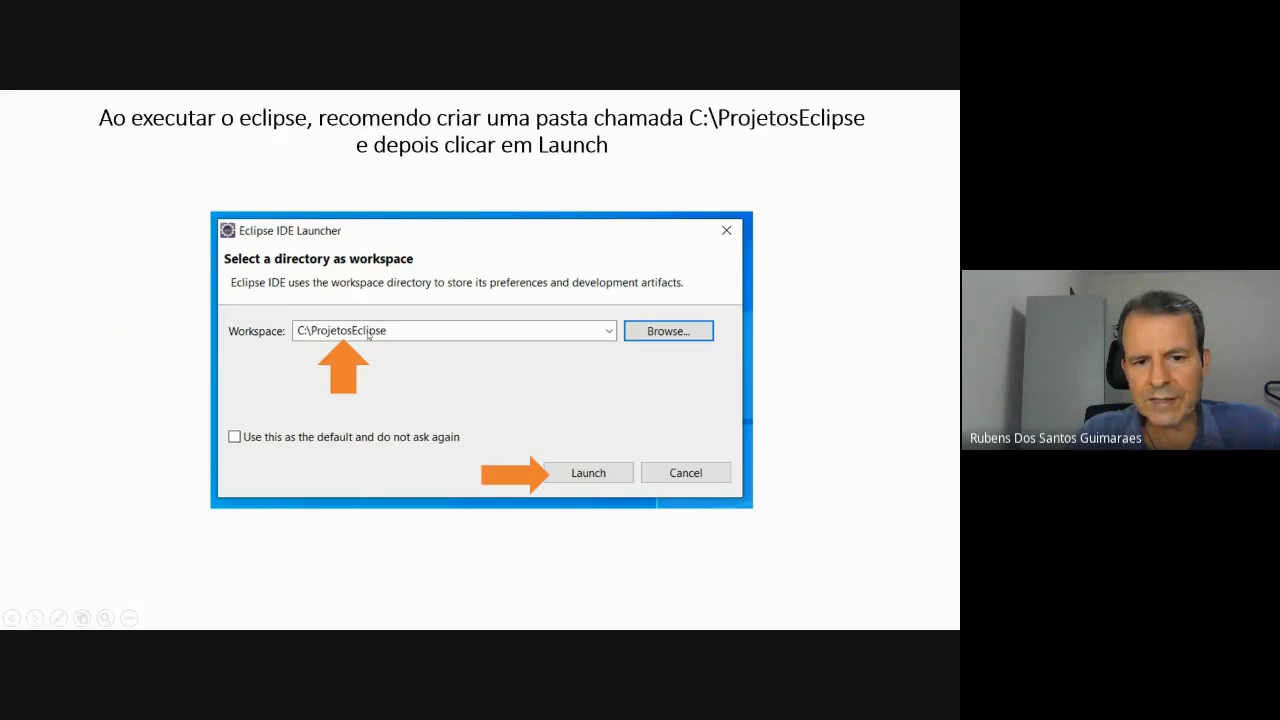 Ao executar o eclipse, recomendo criar uma pasta chamada C:\ProjetosEclipse
e depois clicar em Launch
Eclipse IDE Launcher
Select a directory as workspace
Eclipse IDE uses the workspace directory to store its preferences and development artifacts.
Workspace: C:\ProjetosEclipse Browse...
Use this as the default and do not ask again
Launch Cancel
Rubens Dos Santos Guimaraes